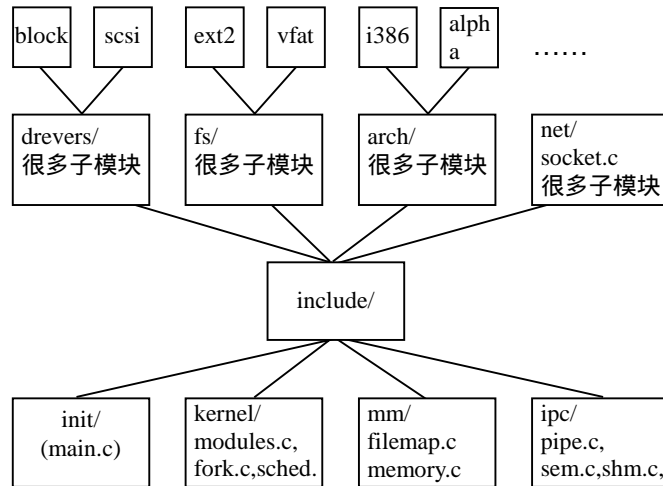 block
scsi
ext2
vfat
i386
alph
a
……
drevers/
很多子模块
fs/
很多子模块
arch/
很多子模块
net/
socket.c
很多子模块
include/
init/
(main.c)
kernel/
modules.c,
fork.c,sched.
mm/
filemap.c
memory.c
ipc/
pipe.c,
sem.c,shm.c,